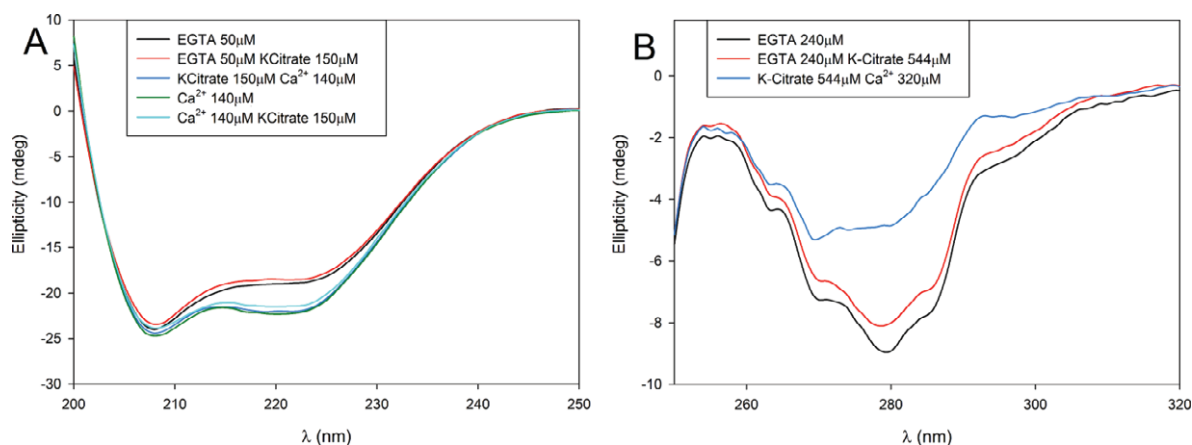 A
EGTA 50μM
EGTA 50μM KCitrate 150μM
KCitrate 150μM Ca²⁺ 140μM
Ca²⁺ 140μM
Ca²⁺ 140μM KCitrate 150μM
10
5
0
-5
-10
-15
-20
-25
-30
Ellipticity (mdeg)
200 210 220 230 240 250
λ (nm)
B
EGTA 240μM
EGTA 240μM K-Citrate 544μM
K-Citrate 544μM Ca²⁺ 320μM
0
-2
-4
-6
-8
-10
Ellipticity (mdeg)
260 280 300 320
λ (nm)